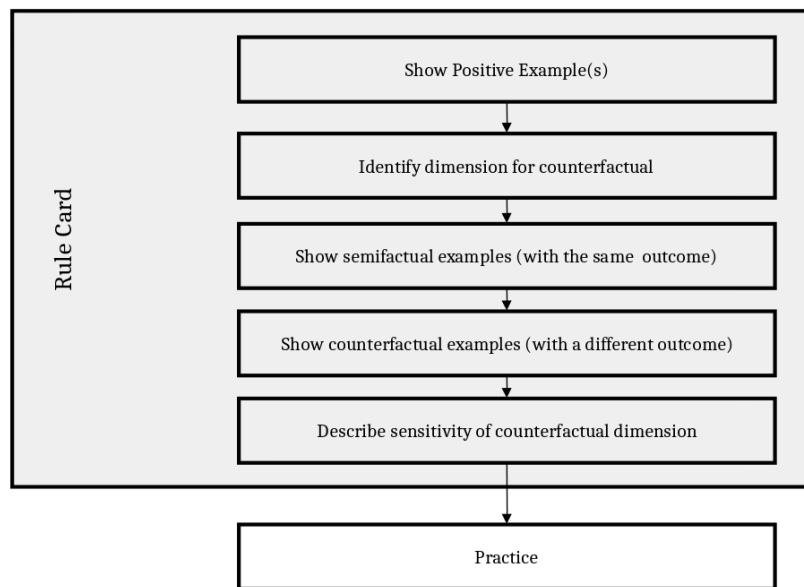 Show Positive Example(s)
Identify dimension for counterfactual
Rule Card
Show semifactual examples (with the same outcome)
Show counterfactual examples (with a different outcome)
Describe sensitivity of counterfactual dimension
Practice